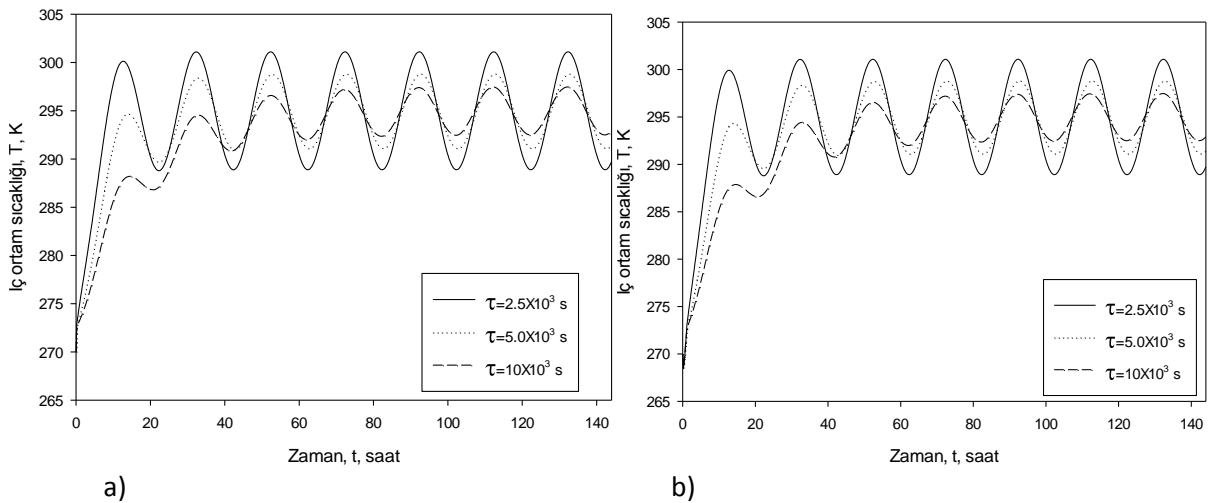 305
300
295
290
285
280
275
270
265
Iç ortam sıcaklığı, T, K
0 20 40 60 80 100 120 140
Zaman, t, saat
τ=2.5X10³ s
τ=5.0X10³ s
τ=10X10³ s
a)
305
300
295
290
285
280
275
270
265
Iç ortam sıcaklığı, T, K
0 20 40 60 80 100 120 140
Zaman, t, saat
τ=2.5X10³ s
τ=5.0X10³ s
τ=10X10³ s
b)